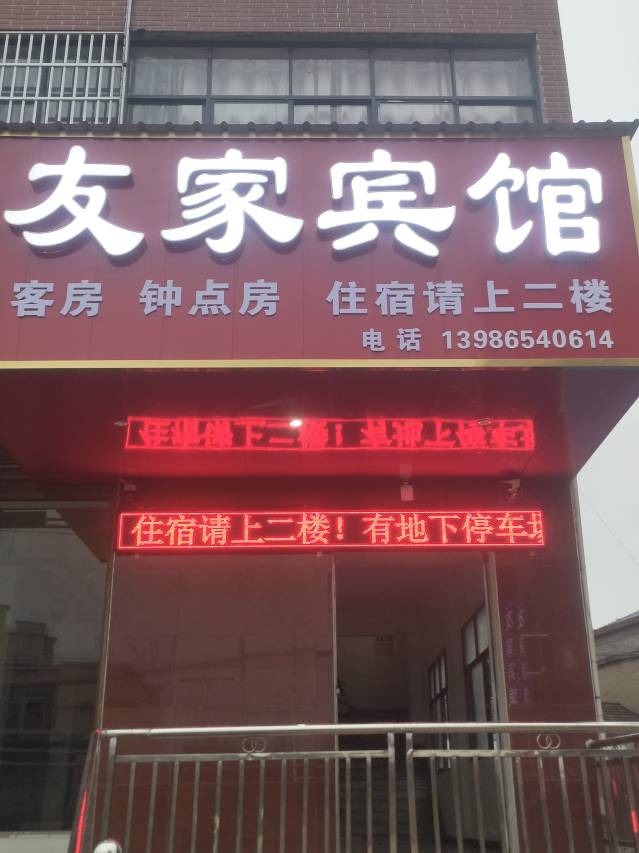 友家宾馆
客房 钟点房 住宿请上二楼
电话 13986540614
住宿请上二楼！有地下停车场